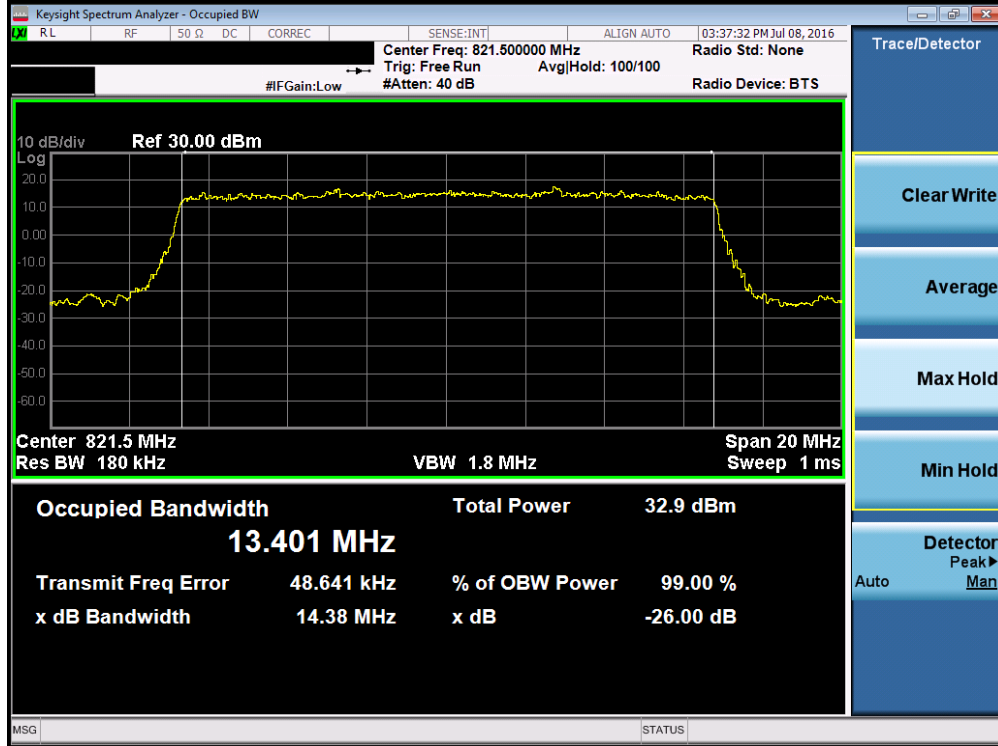 Keysight Spectrum Analyzer - Occupied BW
LXI RL RF 50 Ω DC CORREC SENSE:INT ALIGN AUTO 03:37:32 PM Jul 08, 2016
Center Freq: 821.500000 MHz Radio Std: None
Trig: Free Run Avg|Hold: 100/100
#IFGain:Low #Atten: 40 dB Radio Device: BTS
10 dB/div Ref 30.00 dBm
Log
20.0
10.0
0.00
-10.0
-20.0
-30.0
-40.0
-50.0
-60.0
Center 821.5 MHz Span 20 MHz
Res BW 180 kHz VBW 1.8 MHz Sweep 1 ms
Occupied Bandwidth Total Power 32.9 dBm
13.401 MHz
Transmit Freq Error 48.641 kHz % of OBW Power 99.00 %
x dB Bandwidth 14.38 MHz x dB -26.00 dB
Trace/Detector
Clear Write
Average
Max Hold
Min Hold
Detector
Peak▶
Auto Man
MSG STATUS